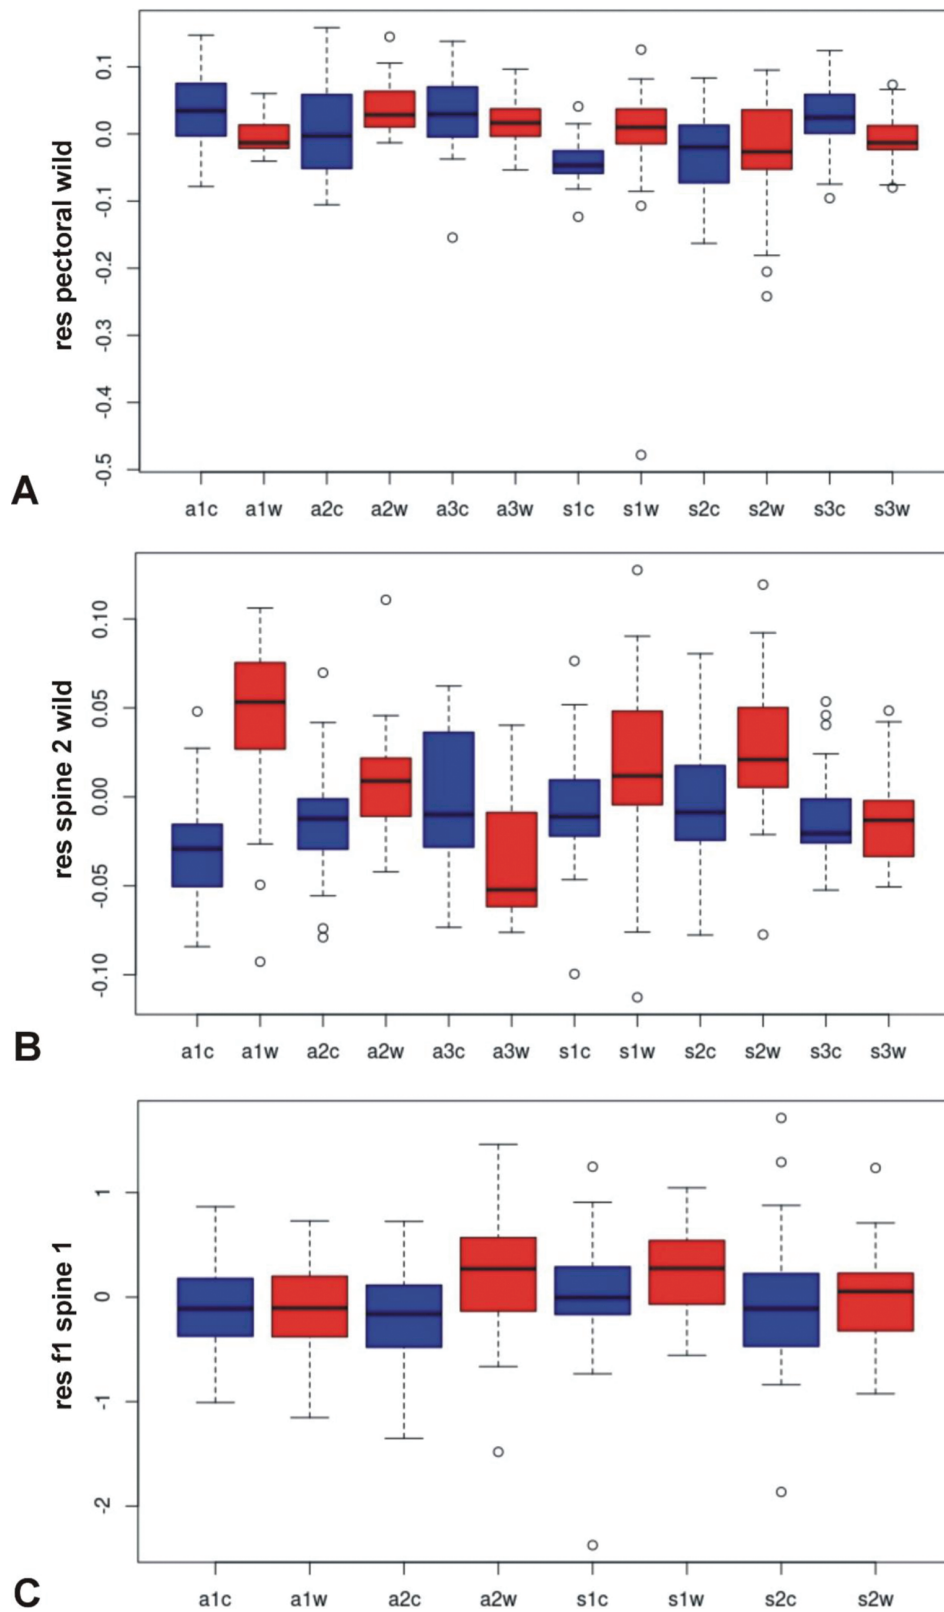 res pectoral wild
0.1
0.0
-0.1
-0.2
-0.3
-0.4
-0.5
A
a1c a1w a2c a2w a3c a3w s1c s1w s2c s2w s3c s3w
res spine 2 wild
0.10
0.05
0.00
-0.05
-0.10
B
a1c a1w a2c a2w a3c a3w s1c s1w s2c s2w s3c s3w
res f1 spine 1
1
0
-1
-2
C
a1c a1w a2c a2w s1c s1w s2c s2w